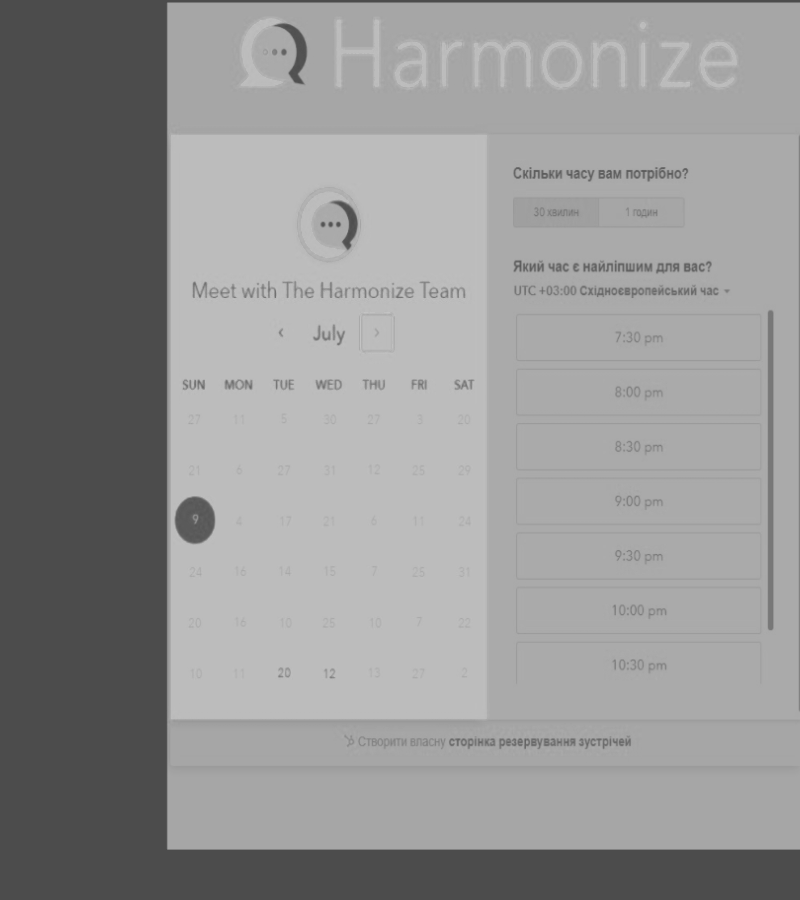 Harmonize
Meet with The Harmonize Team
‹ July ›
SUN MON TUE WED THU FRI SAT
27 11 5 30 27 3 20
21 6 27 31 12 25 29
9 4 17 21 6 11 24
24 16 14 15 7 25 31
20 16 10 25 10 7 22
10 11 20 12 13 27 2
Скільки часу вам потрібно?
30 хвилин 1 годин
Який час є найліпшим для вас?
UTC +03:00 Східноєвропейський час
7:30 pm
8:00 pm
8:30 pm
9:00 pm
9:30 pm
10:00 pm
10:30 pm
Створити власну сторінка резервування зустрічей